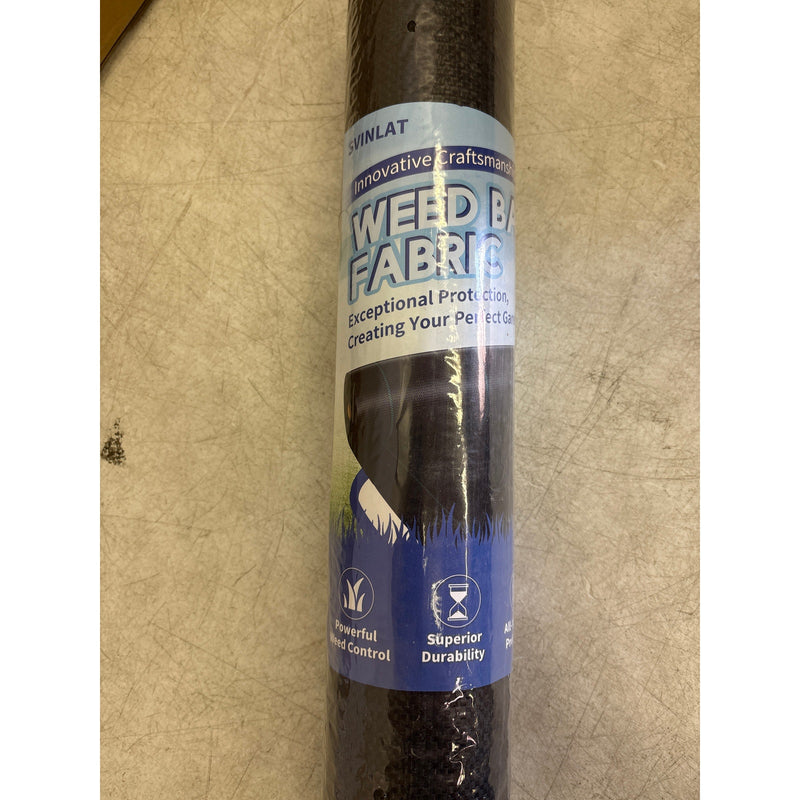 SVINLAT
Innovative Craftsmansh
WEED BA
FABRIC
Exceptional Protection,
Creating Your Perfect Gar
Powerful
Weed Control
Superior
Durability